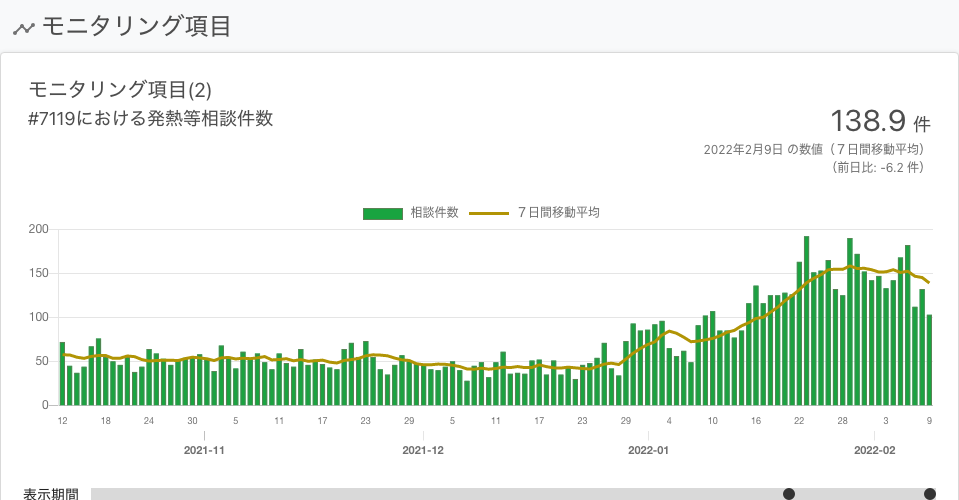 モニタリング項目
モニタリング項目(2)
#7119における発熱等相談件数
138.9 件
2022年2月9日 の数値（７日間移動平均）
（前日比: -6.2 件）
相談件数 ７日間移動平均
200
150
100
50
0
12 18 24 30 5 11 17 23 29 5 11 17 23 29 4 10 16 22 28 3 9
2021-11 2021-12 2022-01 2022-02
表示期間